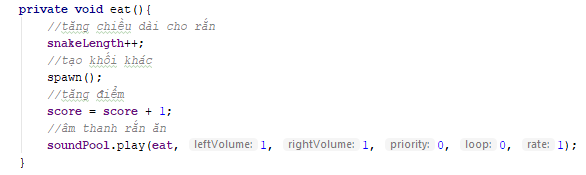 private void eat(){
//tăng chiều dài cho rắn
snakeLength++;
//tạo khối khác
spawn();
//tăng điểm
score = score + 1;
//âm thanh rắn ăn
soundPool.play(eat, leftVolume: 1, rightVolume: 1, priority: 0, loop: 0, rate: 1);
}